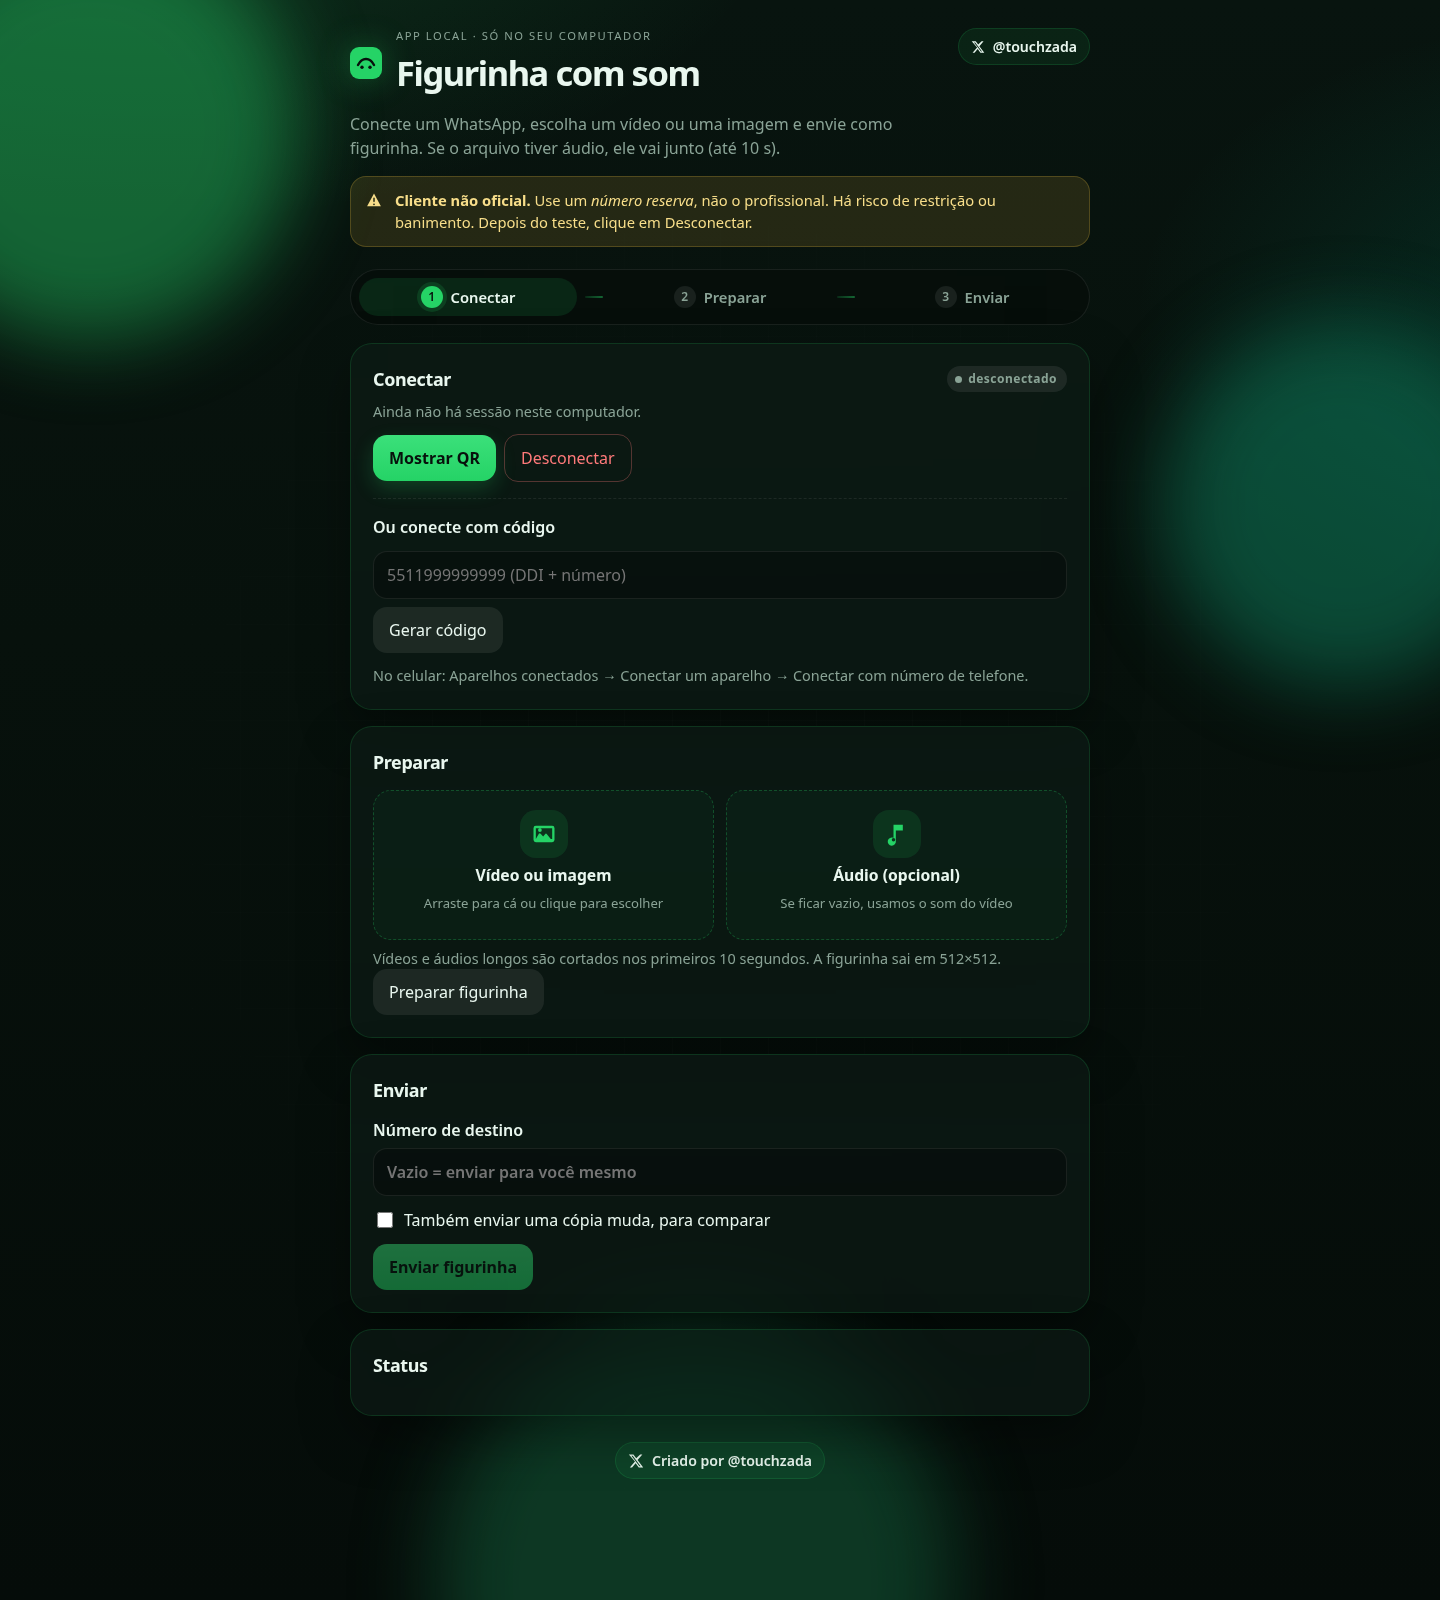 APP LOCAL · SÓ NO SEU COMPUTADOR
Figurinha com som
@touchzada
Conecte um WhatsApp, escolha um vídeo ou uma imagem e envie como
figurinha. Se o arquivo tiver áudio, ele vai junto (até 10 s).
Cliente não oficial. Use um número reserva, não o profissional. Há risco de restrição ou
banimento. Depois do teste, clique em Desconectar.
1 Conectar
2 Preparar
3 Enviar
Conectar
desconectado
Ainda não há sessão neste computador.
Mostrar QR
Desconectar
Ou conecte com código
5511999999999 (DDI + número)
Gerar código
No celular: Aparelhos conectados → Conectar um aparelho → Conectar com número de telefone.
Preparar
Vídeo ou imagem
Arraste para cá ou clique para escolher
Áudio (opcional)
Se ficar vazio, usamos o som do vídeo
Vídeos e áudios longos são cortados nos primeiros 10 segundos. A figurinha sai em 512×512.
Preparar figurinha
Enviar
Número de destino
Vazio = enviar para você mesmo
Também enviar uma cópia muda, para comparar
Enviar figurinha
Status
Criado por @touchzada